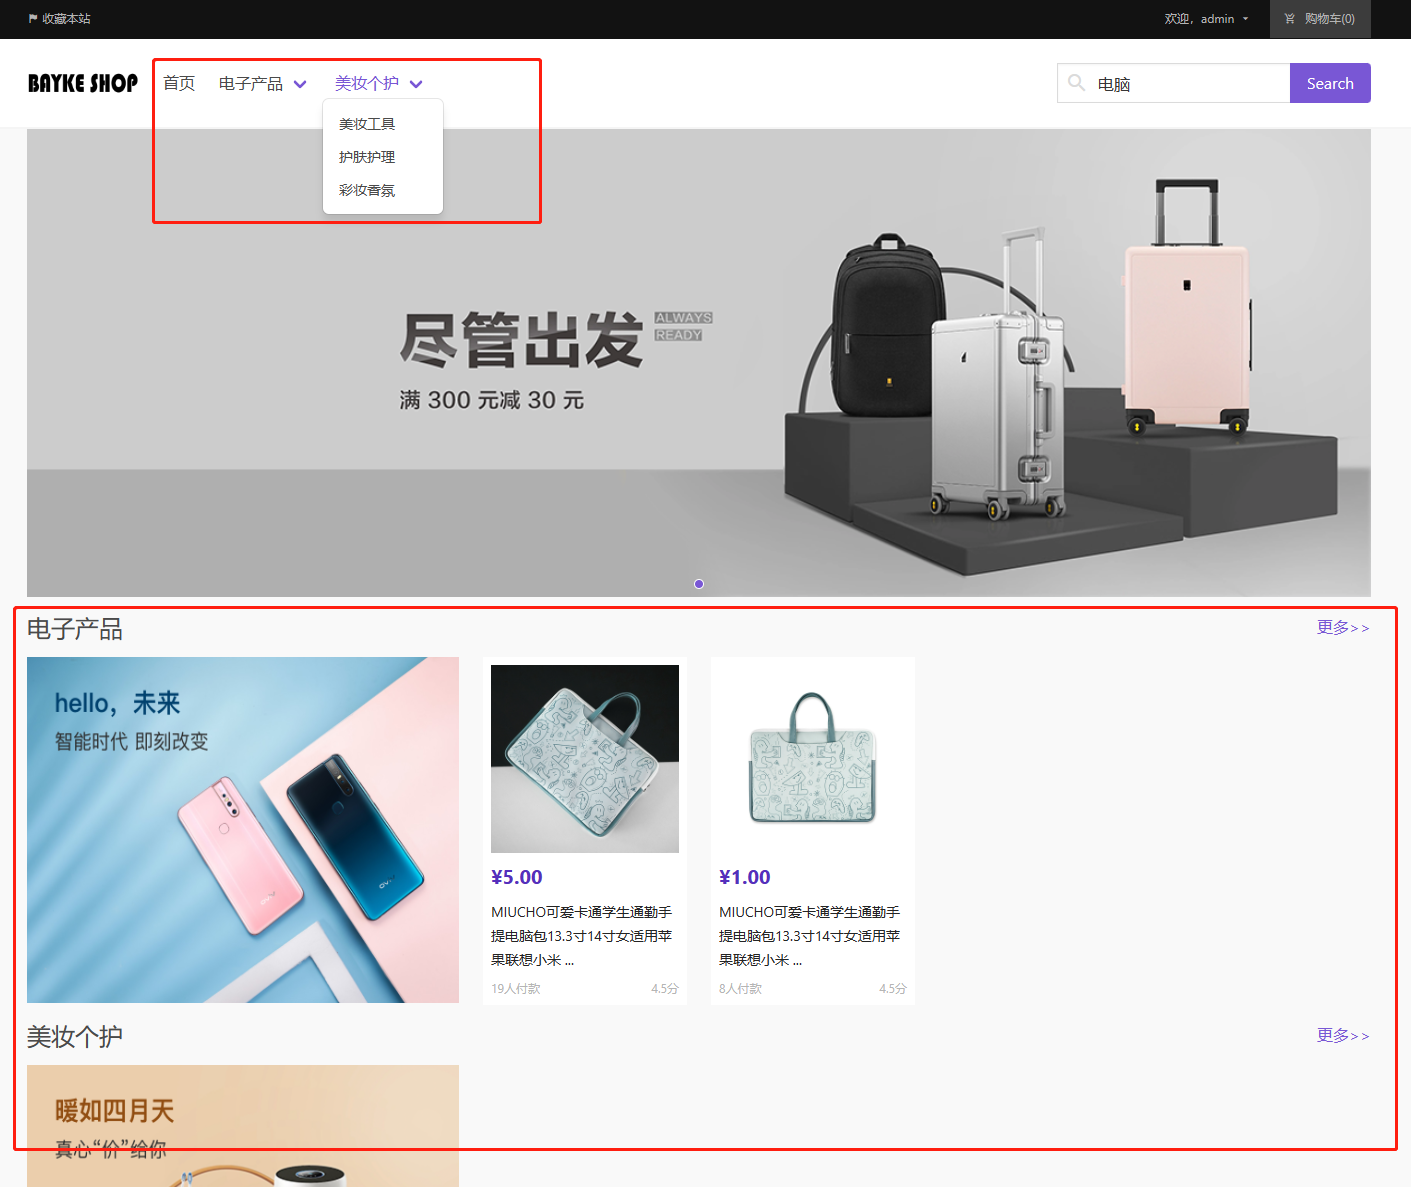 收藏本站
欢迎，admin
购物车(0)
BAYKE SHOP
首页
电子产品
美妆个护
电脑
Search
美妆工具
护肤护理
彩妆香氛
尽管出发
ALWAYS
READY
满 300 元减 30 元
电子产品
更多>>
hello，未来
智能时代 即刻改变
¥5.00
MIUCHO可爱卡通学生通勤手
提电脑包13.3寸14寸女适用苹
果联想小米 ...
19人付款
4.5分
¥1.00
MIUCHO可爱卡通学生通勤手
提电脑包13.3寸14寸女适用苹
果联想小米 ...
8人付款
4.5分
美妆个护
更多>>
暖如四月天
真心“价”给你